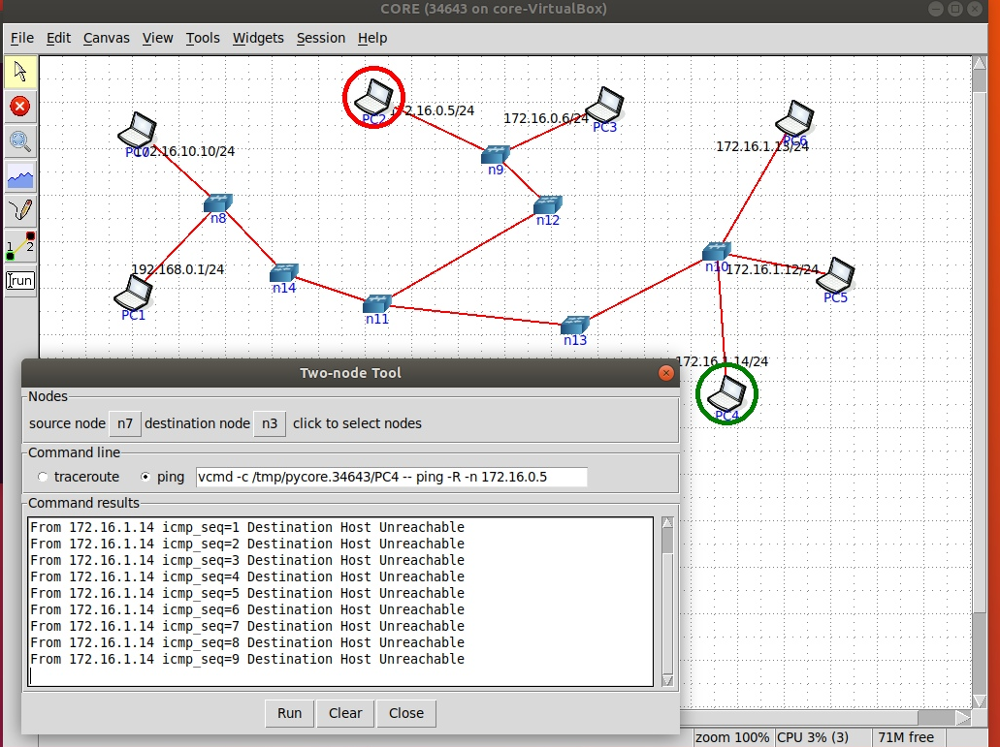 CORE (34643 on core-VirtualBox)
File Edit Canvas View Tools Widgets Session Help
PC2
172.16.0.5/24
172.16.0.6/24
PC3
PC6
172.16.1.13/24
172.16.10.10/24
n9
n8
n12
n10
172.16.1.12/24
PC5
192.168.0.1/24
PC1
n14
n11
n13
172.16.1.14/24
PC4
1 2
run
Two-node Tool
Nodes
source node n7 destination node n3 click to select nodes
Command line
traceroute ping vcmd -c /tmp/pycore.34643/PC4 -- ping -R -n 172.16.0.5
Command results
From 172.16.1.14 icmp_seq=1 Destination Host Unreachable
From 172.16.1.14 icmp_seq=2 Destination Host Unreachable
From 172.16.1.14 icmp_seq=3 Destination Host Unreachable
From 172.16.1.14 icmp_seq=4 Destination Host Unreachable
From 172.16.1.14 icmp_seq=5 Destination Host Unreachable
From 172.16.1.14 icmp_seq=6 Destination Host Unreachable
From 172.16.1.14 icmp_seq=7 Destination Host Unreachable
From 172.16.1.14 icmp_seq=8 Destination Host Unreachable
From 172.16.1.14 icmp_seq=9 Destination Host Unreachable
Run Clear Close
zoom 100% CPU 3% (3) 71M free